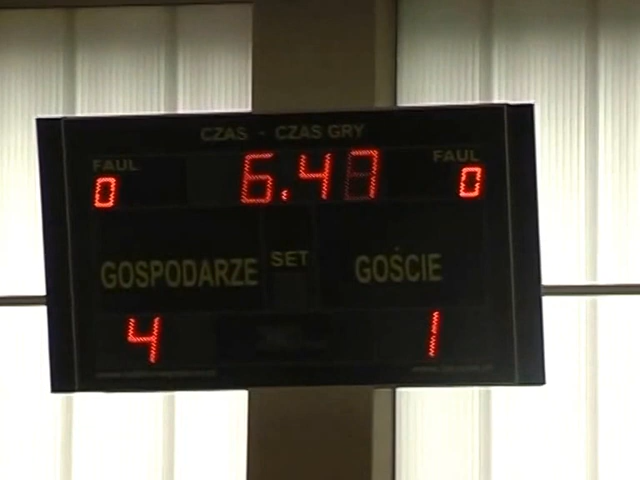 CZAS - CZAS GRY
FAUL 6.47 FAUL
0 0
GOSPODARZE SET GOŚCIE
4 1